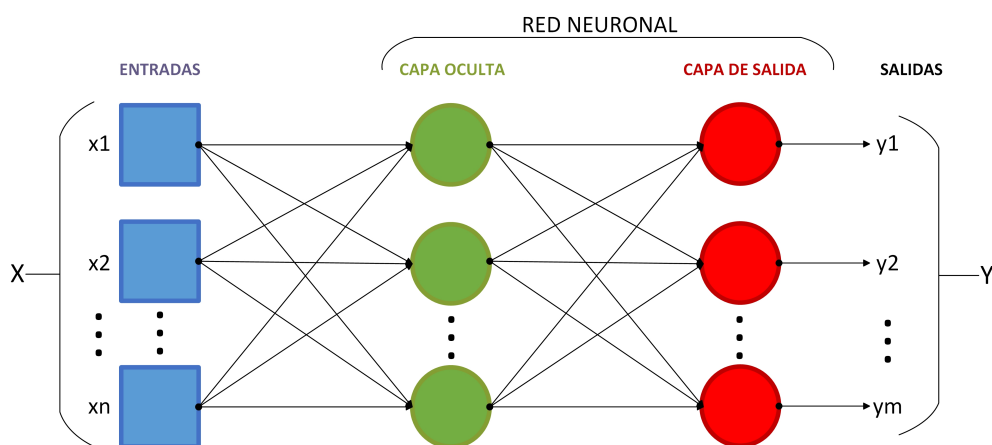 RED NEURONAL
ENTRADAS
CAPA OCULTA
CAPA DE SALIDA
SALIDAS
x1
y1
x2
y2
X
Y
xn
ym